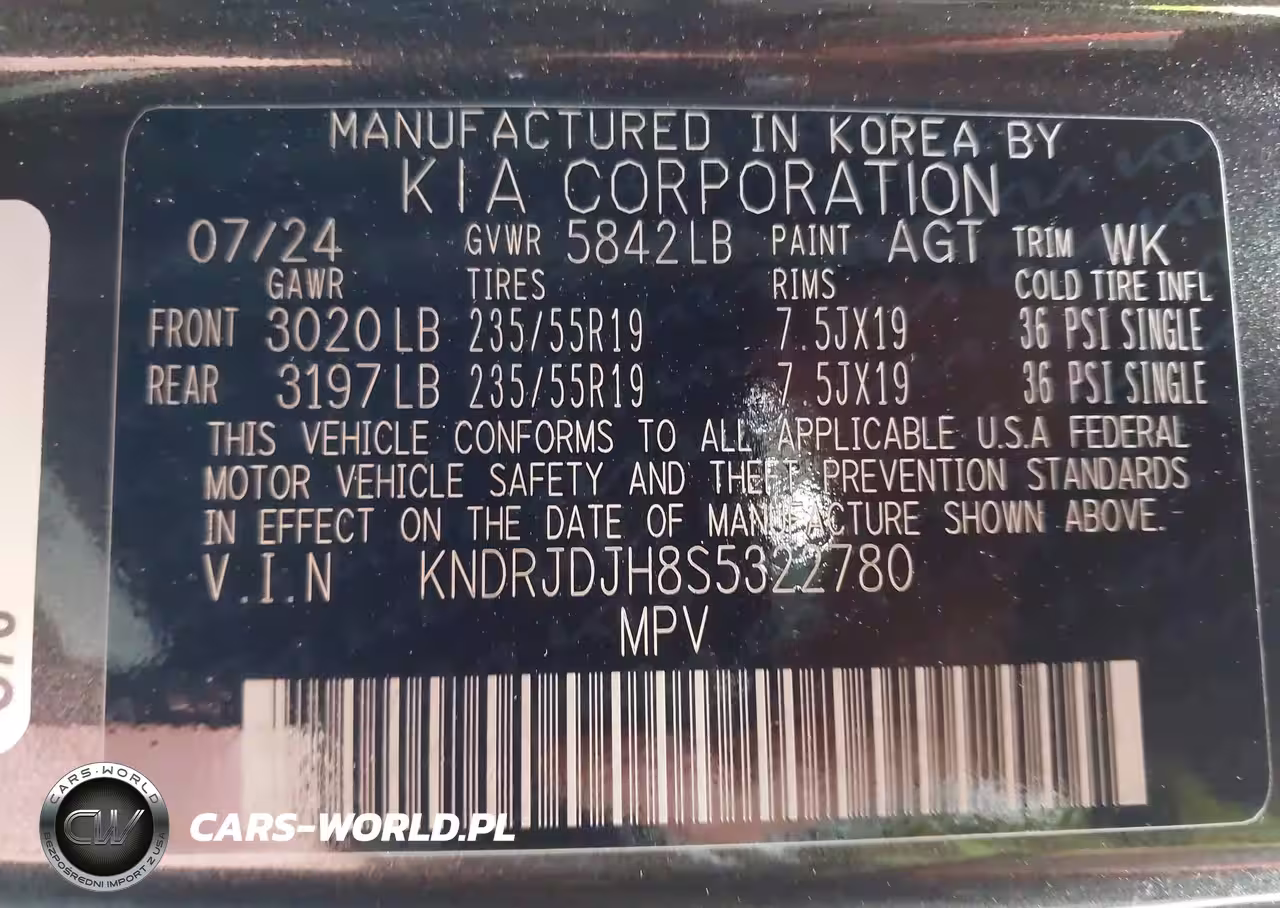 MANUFACTURED IN KOREA BY
KIA CORPORATION
07/24 GVWR 5842LB PAINT AGT TRIM WK
GAWR TIRES RIMS COLD TIRE INFL
FRONT 3020LB 235/55R19 7.5JX19 36 PSI SINGLE
REAR 3197LB 235/55R19 7.5JX19 36 PSI SINGLE
THIS VEHICLE CONFORMS TO ALL APPLICABLE U.S.A FEDERAL
MOTOR VEHICLE SAFETY AND THEFT PREVENTION STANDARDS
IN EFFECT ON THE DATE OF MANUFACTURE SHOWN ABOVE.
V.I.N KNDRJDJH8S5322780
MPV
CARS-WORLD
CW
BEZPOŚREDNI IMPORT Z USA
CARS-WORLD.PL